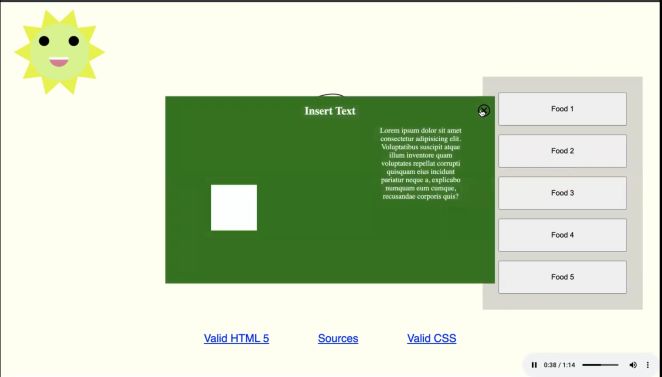 Insert Text
Lorem ipsum dolor sit amet
consectetur adipisicing elit.
Voluptatibus suscipit atque
illum inventore quam
voluptates repellat corrupti
quisquam eius incidunt
pariatur neque a, explicabo
numquam eum cumque,
recusandae corporis quis?
Food 1
Food 2
Food 3
Food 4
Food 5
Valid HTML 5
Sources
Valid CSS
0:38 / 1:14